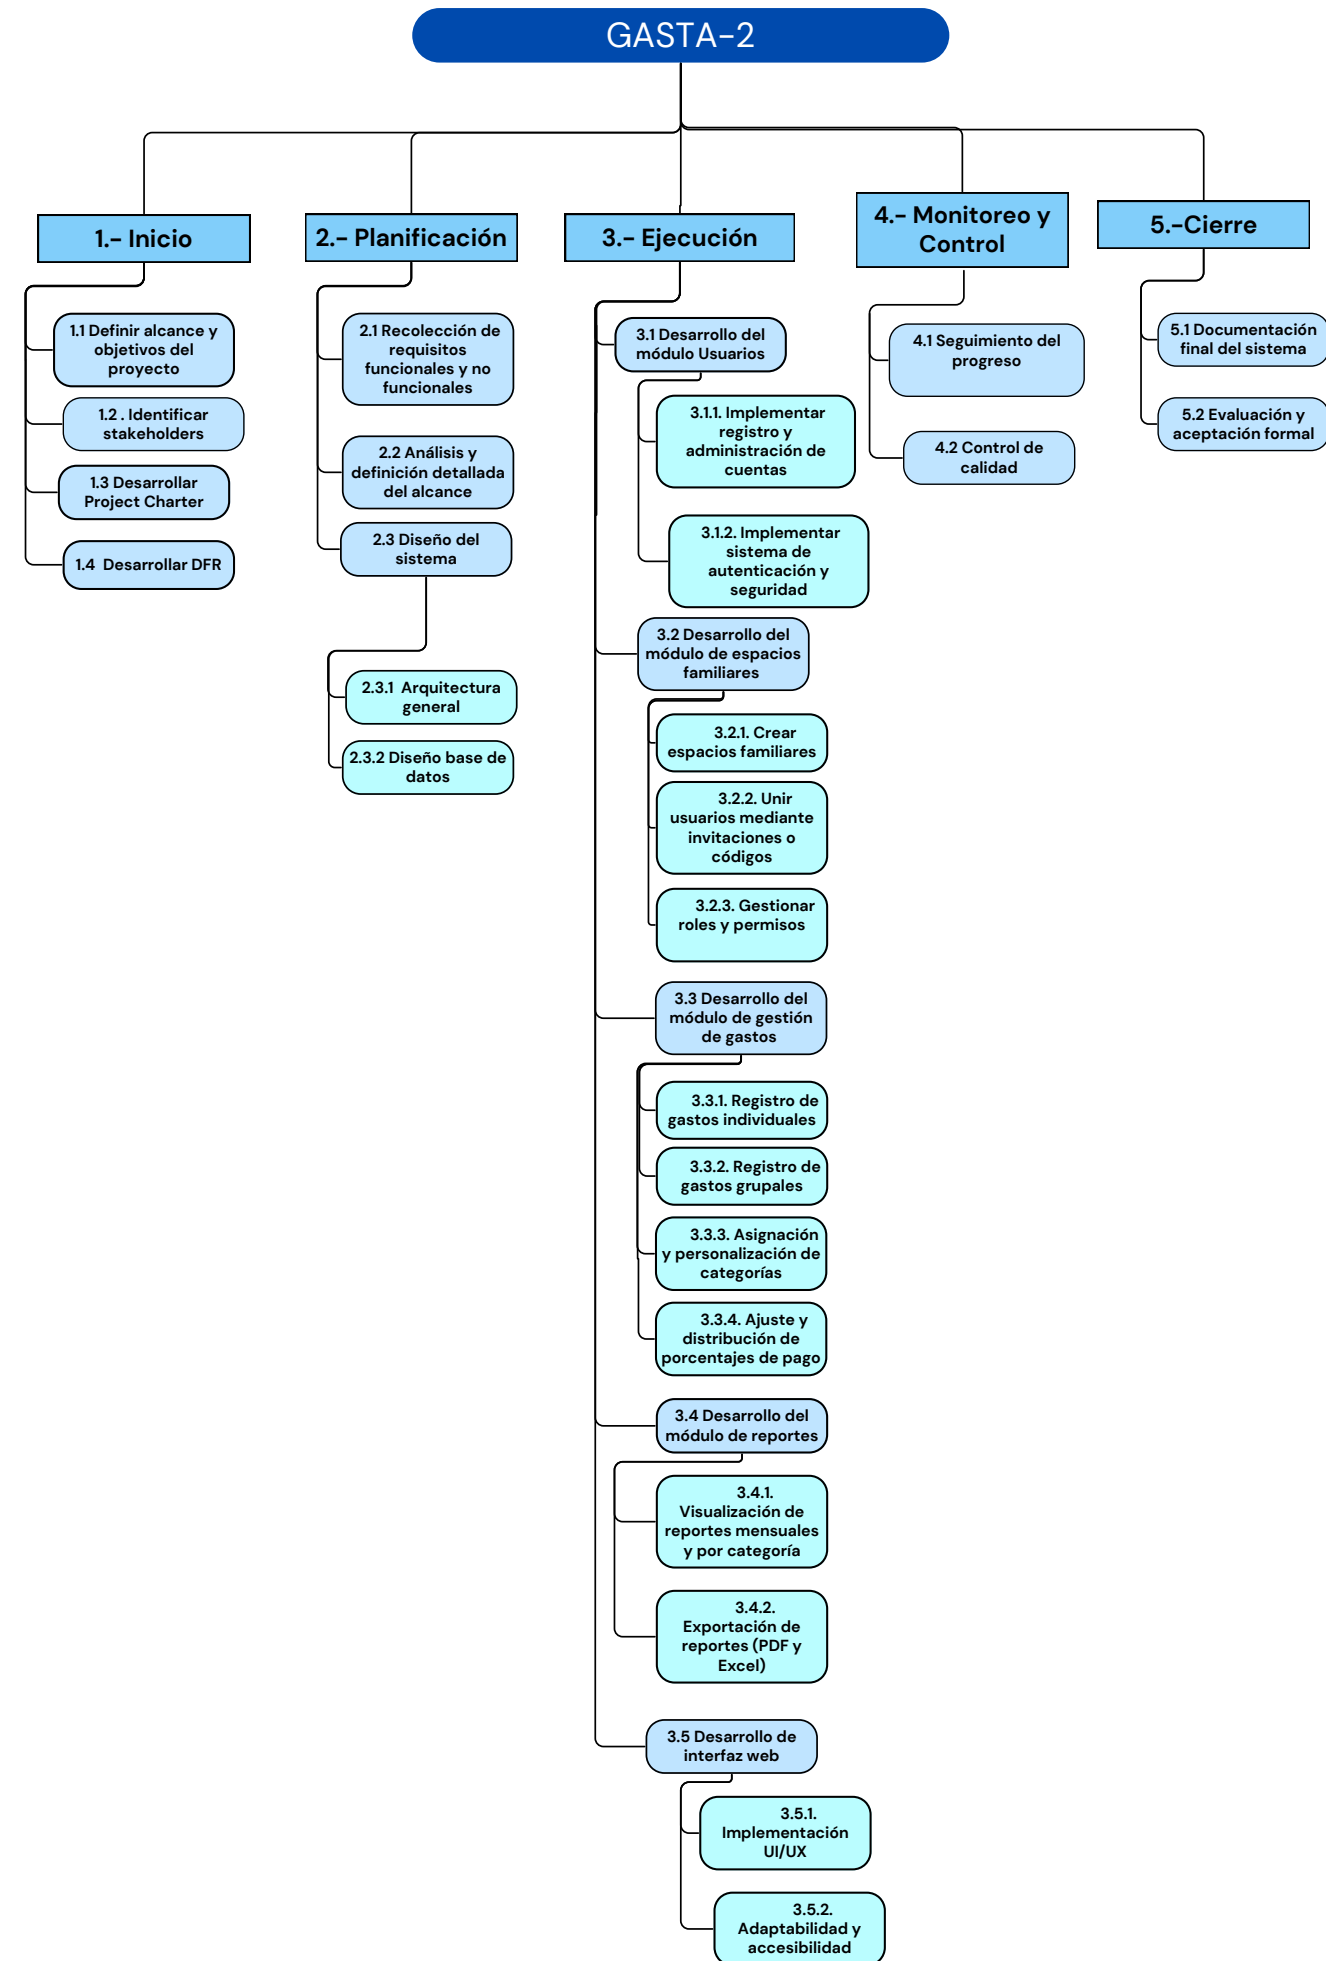 GASTA-2
1.- Inicio
1.1 Definir alcance y
objetivos del
proyecto
1.2 . Identificar
stakeholders
1.3 Desarrollar
Project Charter
1.4 Desarrollar DFR
2.- Planificación
2.1 Recolección de
requisitos
funcionales y no
funcionales
2.2 Análisis y
definición detallada
del alcance
2.3 Diseño del
sistema
2.3.1 Arquitectura
general
2.3.2 Diseño base de
datos
3.- Ejecución
3.1 Desarrollo del
módulo Usuarios
3.1.1. Implementar
registro y
administración de
cuentas
3.1.2. Implementar
sistema de
autenticación y
seguridad
3.2 Desarrollo del
módulo de espacios
familiares
3.2.1. Crear
espacios familiares
3.2.2. Unir
usuarios mediante
invitaciones o
códigos
3.2.3. Gestionar
roles y permisos
3.3 Desarrollo del
módulo de gestión
de gastos
3.3.1. Registro de
gastos individuales
3.3.2. Registro de
gastos grupales
3.3.3. Asignación
y personalización de
categorías
3.3.4. Ajuste y
distribución de
porcentajes de pago
3.4 Desarrollo del
módulo de reportes
3.4.1.
Visualización de
reportes mensuales
y por categoría
3.4.2.
Exportación de
reportes (PDF y
Excel)
3.5 Desarrollo de
interfaz web
3.5.1.
Implementación
UI/UX
3.5.2.
Adaptabilidad y
accesibilidad
4.- Monitoreo y
Control
4.1 Seguimiento del
progreso
4.2 Control de
calidad
5.-Cierre
5.1 Documentación
final del sistema
5.2 Evaluación y
aceptación formal